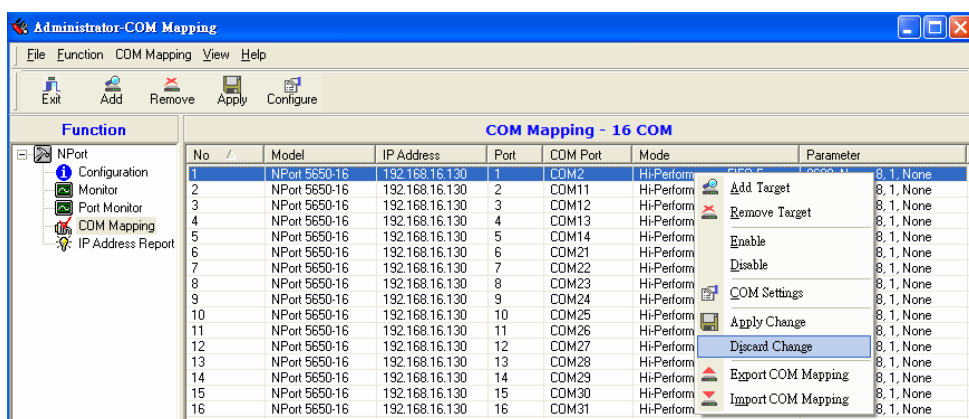 Administrator-COM Mapping
File Function COM Mapping View Help
Exit Add Remove Apply Configure
Function
COM Mapping - 16 COM
NPort
Configuration
Monitor
Port Monitor
COM Mapping
IP Address Report
No Model IP Address Port COM Port Mode Parameter
1 NPort 5650-16 192.168.16.130 1 COM2 Hi-Perform 8, 1, None
2 NPort 5650-16 192.168.16.130 2 COM11 Hi-Perform 8, 1, None
3 NPort 5650-16 192.168.16.130 3 COM12 Hi-Perform 8, 1, None
4 NPort 5650-16 192.168.16.130 4 COM13 Hi-Perform 8, 1, None
5 NPort 5650-16 192.168.16.130 5 COM14 Hi-Perform 8, 1, None
6 NPort 5650-16 192.168.16.130 6 COM21 Hi-Perform 8, 1, None
7 NPort 5650-16 192.168.16.130 7 COM22 Hi-Perform 8, 1, None
8 NPort 5650-16 192.168.16.130 8 COM23 Hi-Perform 8, 1, None
9 NPort 5650-16 192.168.16.130 9 COM24 Hi-Perform 8, 1, None
10 NPort 5650-16 192.168.16.130 10 COM25 Hi-Perform 8, 1, None
11 NPort 5650-16 192.168.16.130 11 COM26 Hi-Perform 8, 1, None
12 NPort 5650-16 192.168.16.130 12 COM27 Hi-Perform 8, 1, None
13 NPort 5650-16 192.168.16.130 13 COM28 Hi-Perform 8, 1, None
14 NPort 5650-16 192.168.16.130 14 COM29 Hi-Perform 8, 1, None
15 NPort 5650-16 192.168.16.130 15 COM30 Hi-Perform 8, 1, None
16 NPort 5650-16 192.168.16.130 16 COM31 Hi-Perform 8, 1, None
Add Target
Remove Target
Enable
Disable
COM Settings
Apply Change
Discard Change
Export COM Mapping
Import COM Mapping